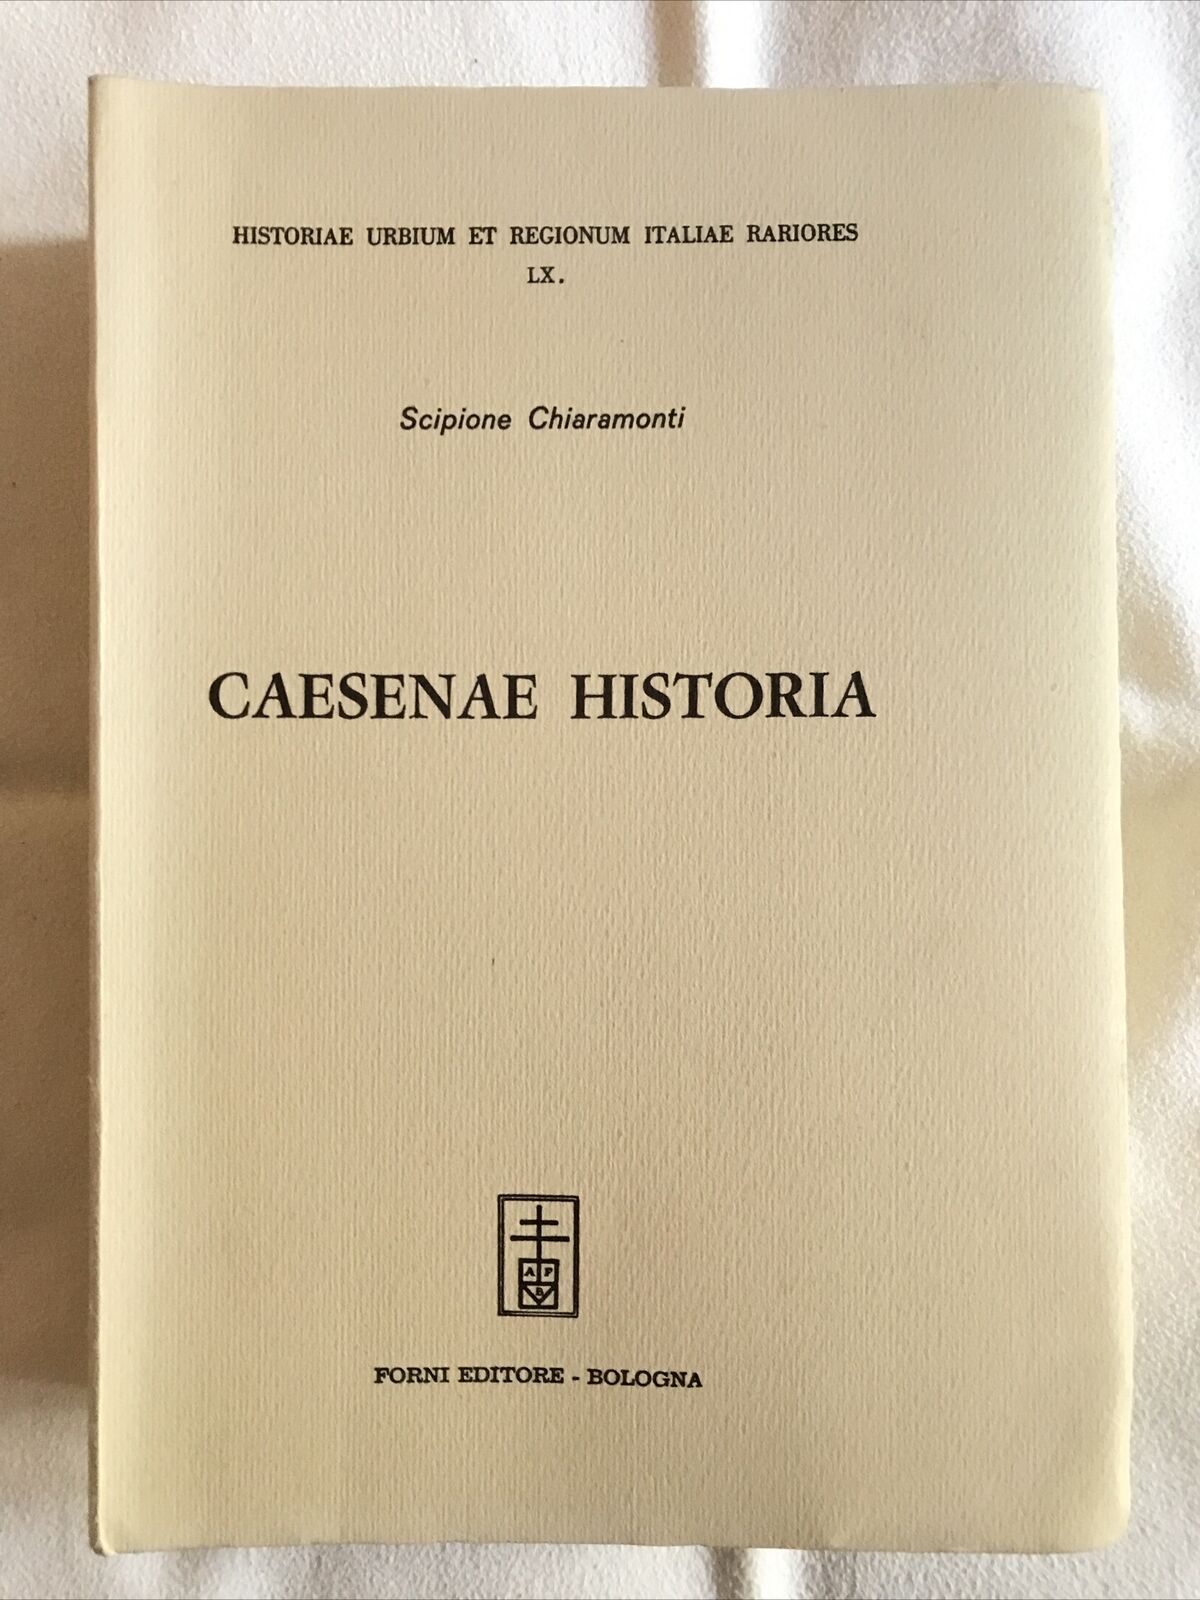 HISTORIAE URBIUM ET REGIONUM ITALIAE RARIORES
LX.
Scipione Chiaramonti
CAESENAE HISTORIA
A F
B
FORNI EDITORE - BOLOGNA